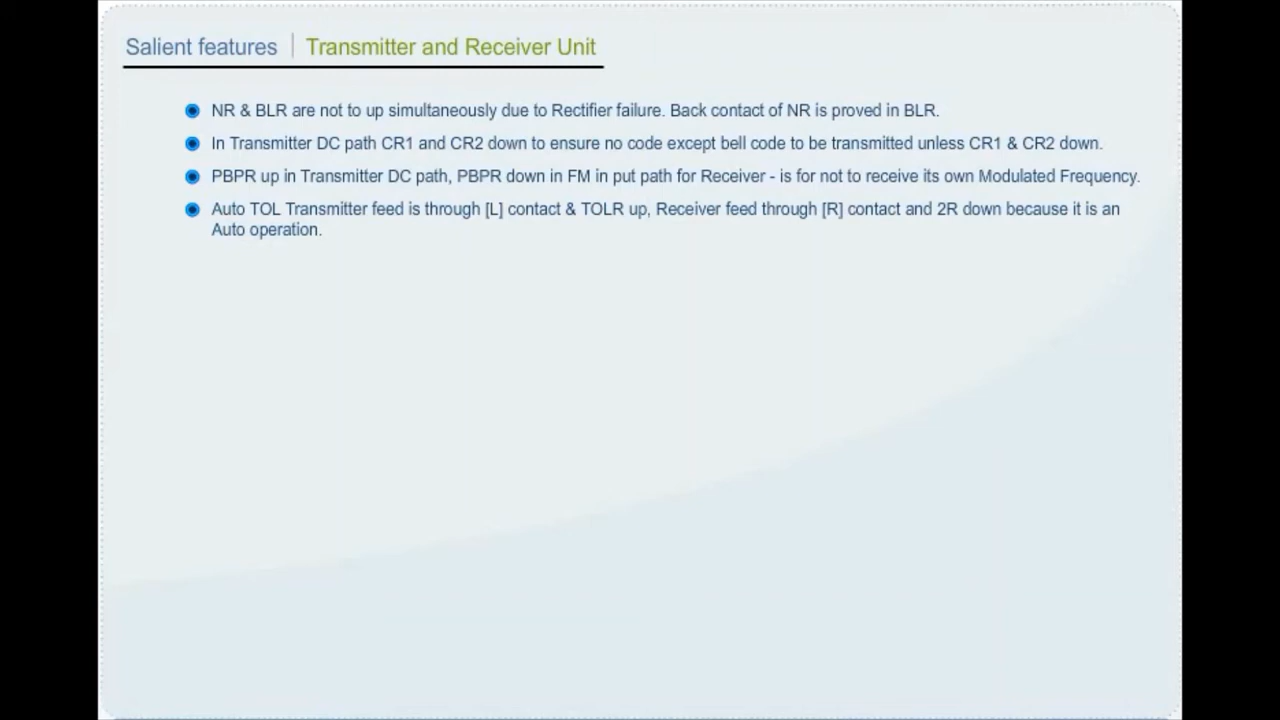 Salient features | Transmitter and Receiver Unit
NR & BLR are not to up simultaneously due to Rectifier failure. Back contact of NR is proved in BLR.
In Transmitter DC path CR1 and CR2 down to ensure no code except bell code to be transmitted unless CR1 & CR2 down.
PBPR up in Transmitter DC path, PBPR down in FM in put path for Receiver - is for not to receive its own Modulated Frequency.
Auto TOL Transmitter feed is through [L] contact & TOLR up, Receiver feed through [R] contact and 2R down because it is an
Auto operation.